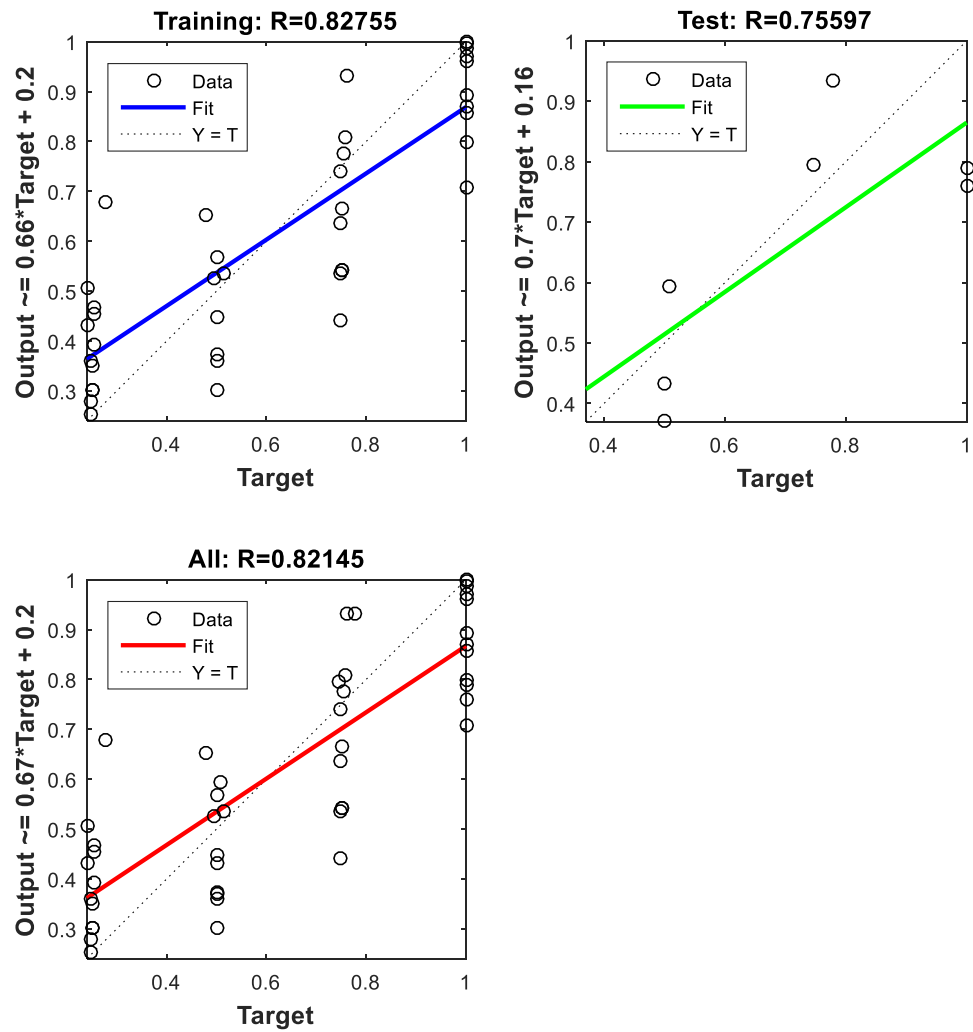 Training: R=0.82755
Output ~= 0.66*Target + 0.2
1
0.9
0.8
0.7
0.6
0.5
0.4
0.3
Data
Fit
Y = T
0.4
0.6
0.8
1
Target
Test: R=0.75597
Output ~= 0.7*Target + 0.16
1
0.9
0.8
0.7
0.6
0.5
0.4
Data
Fit
Y = T
0.4
0.6
0.8
1
Target
All: R=0.82145
Output ~= 0.67*Target + 0.2
1
0.9
0.8
0.7
0.6
0.5
0.4
0.3
Data
Fit
Y = T
0.4
0.6
0.8
1
Target